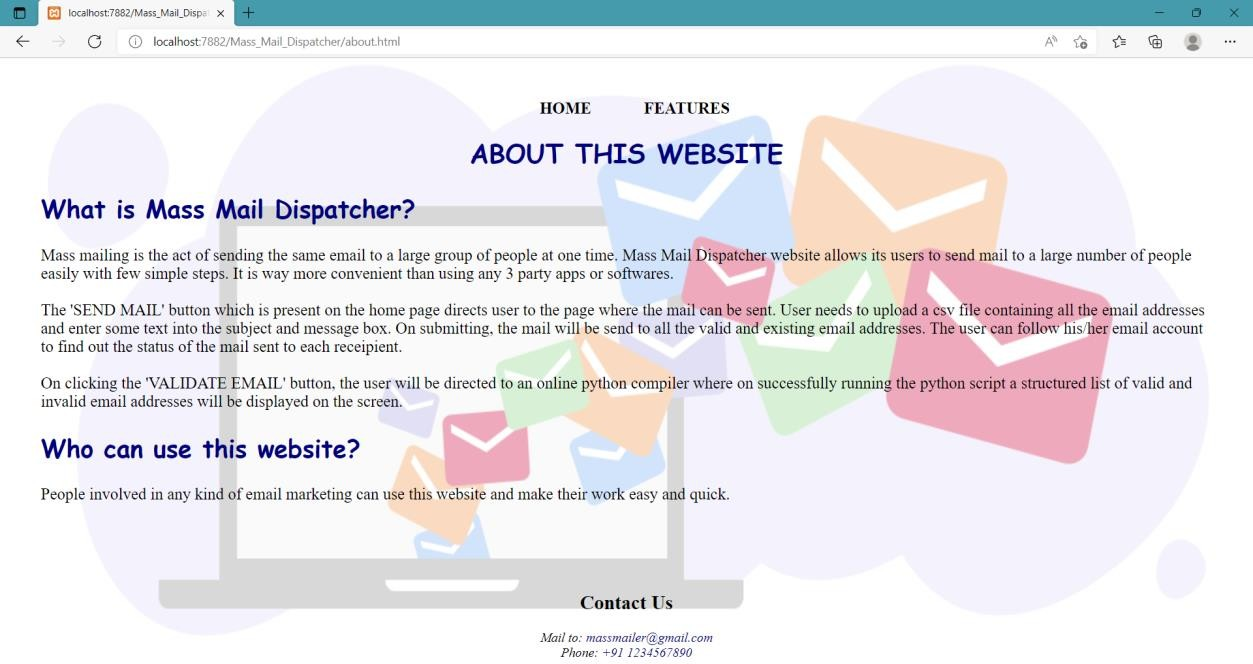 localhost:7882/Mass_Mail_Dispat
localhost:7882/Mass_Mail_Dispatcher/about.html
HOME FEATURES
ABOUT THIS WEBSITE
What is Mass Mail Dispatcher?
Mass mailing is the act of sending the same email to a large group of people at one time. Mass Mail Dispatcher website allows its users to send mail to a large number of people
easily with few simple steps. It is way more convenient than using any 3 party apps or softwares.
The 'SEND MAIL' button which is present on the home page directs user to the page where the mail can be sent. User needs to upload a csv file containing all the email addresses
and enter some text into the subject and message box. On submitting, the mail will be send to all the valid and existing email addresses. The user can follow his/her email account
to find out the status of the mail sent to each receipient.
On clicking the 'VALIDATE EMAIL' button, the user will be directed to an online python compiler where on successfully running the python script a structured list of valid and
invalid email addresses will be displayed on the screen.
Who can use this website?
People involved in any kind of email marketing can use this website and make their work easy and quick.
Contact Us
Mail to: massmailer@gmail.com
Phone: +91 1234567890